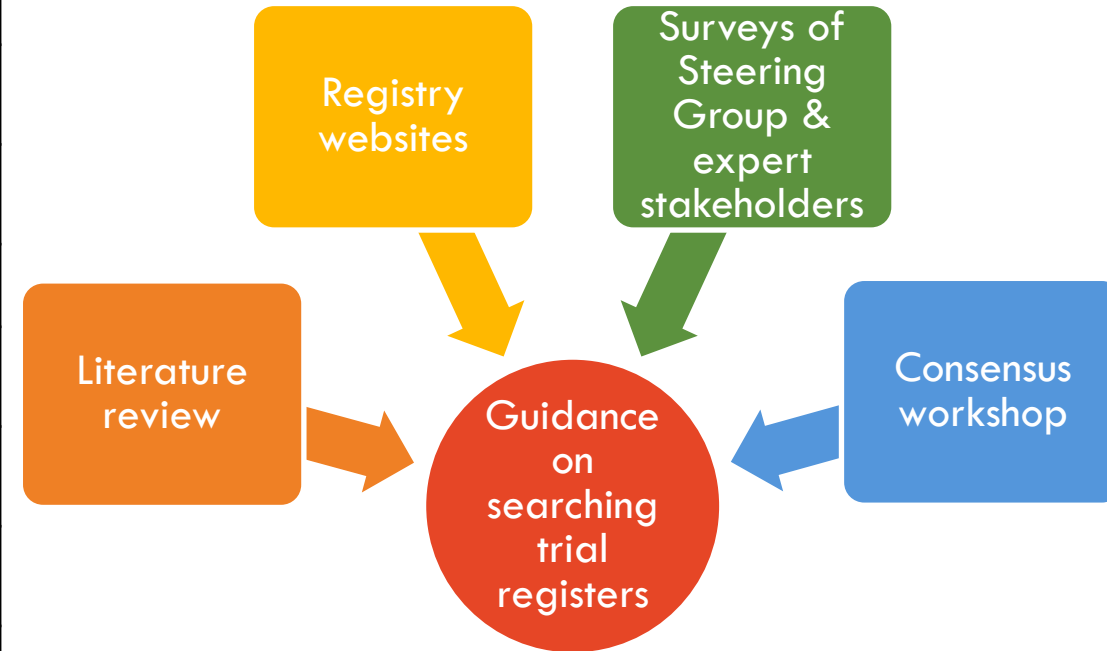 Registry
websites
Surveys of
Steering
Group &
expert
stakeholders
Literature
review
Consensus
workshop
Guidance
on
searching
trial
registers